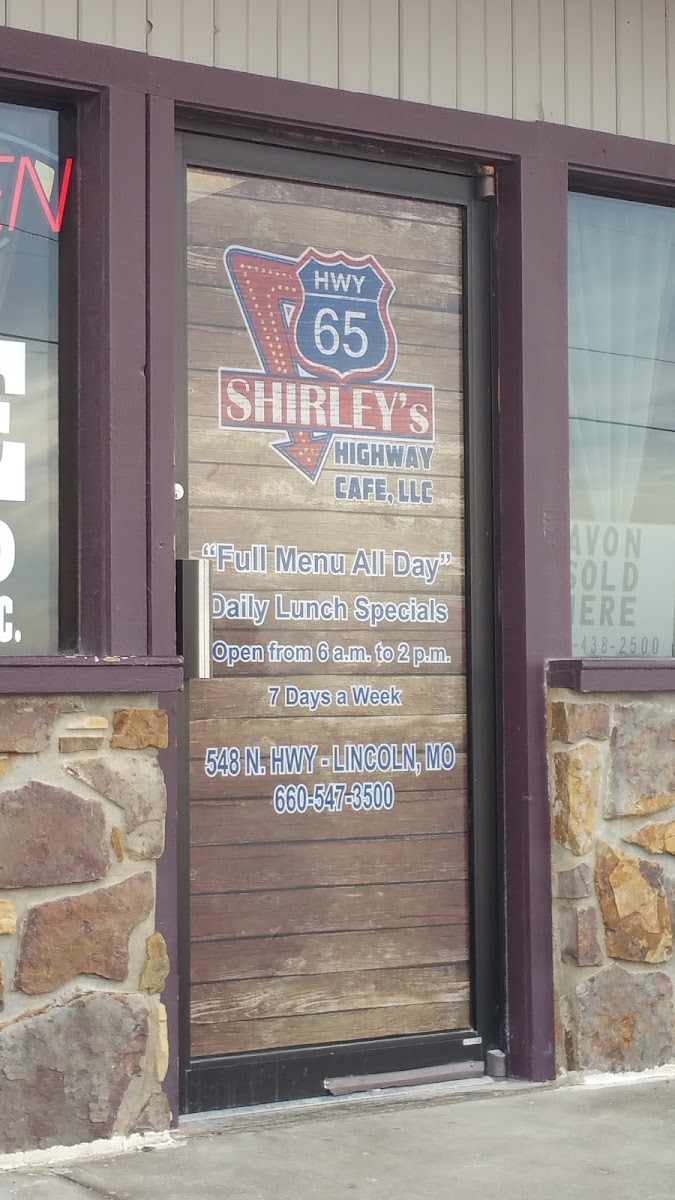 HWY
65
SHIRLEY's
HIGHWAY
CAFE, LLC
"Full Menu All Day"
Daily Lunch Specials
Open from 6 a.m. to 2 p.m.
7 Days a Week
548 N. HWY - LINCOLN, MO
660-547-3500
AVON
SOLD
HERE
-438-2500